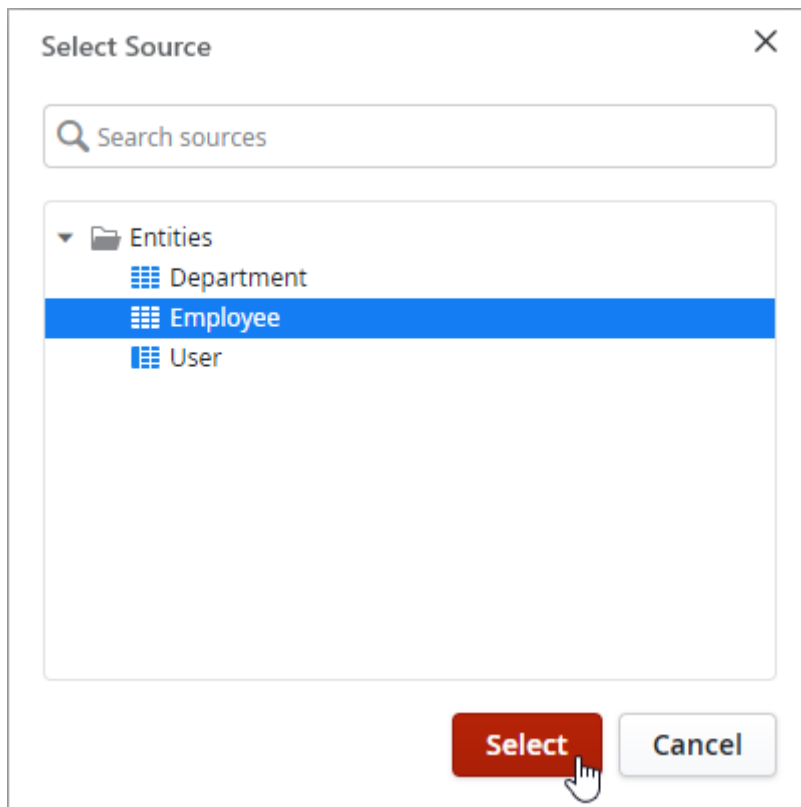 Select Source
Search sources
Entities
Department
Employee
User
Select Cancel